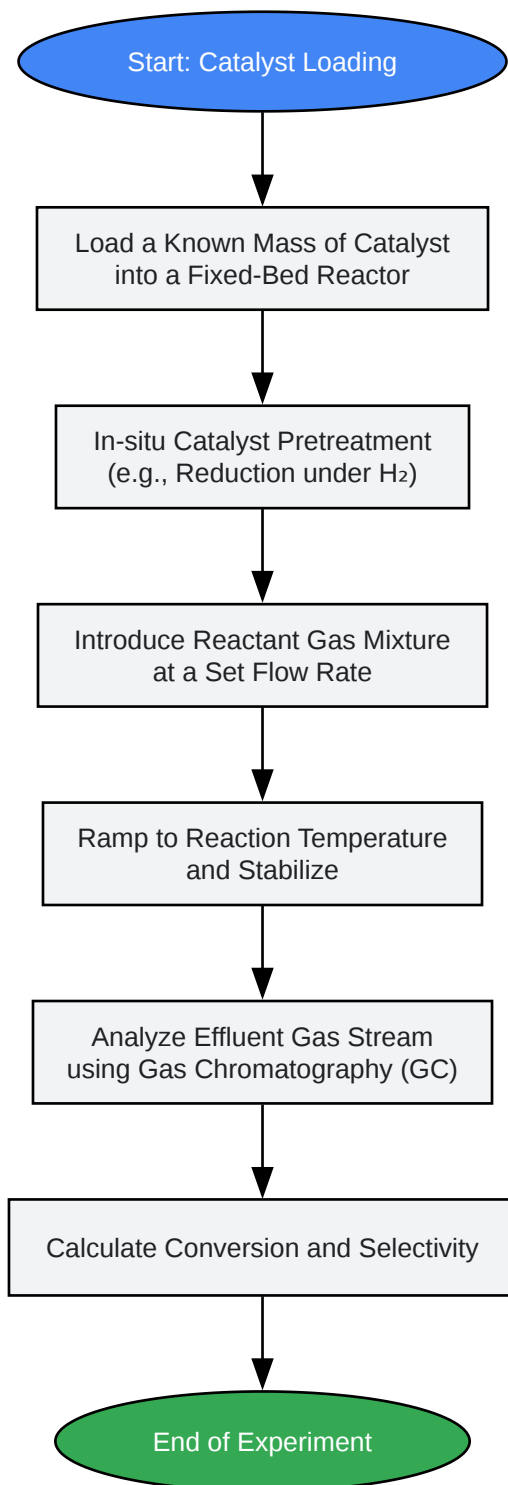 Start: Catalyst Loading
Load a Known Mass of Catalyst
into a Fixed-Bed Reactor
In-situ Catalyst Pretreatment
(e.g., Reduction under H₂)
Introduce Reactant Gas Mixture
at a Set Flow Rate
Ramp to Reaction Temperature
and Stabilize
Analyze Effluent Gas Stream
using Gas Chromatography (GC)
Calculate Conversion and Selectivity
End of Experiment